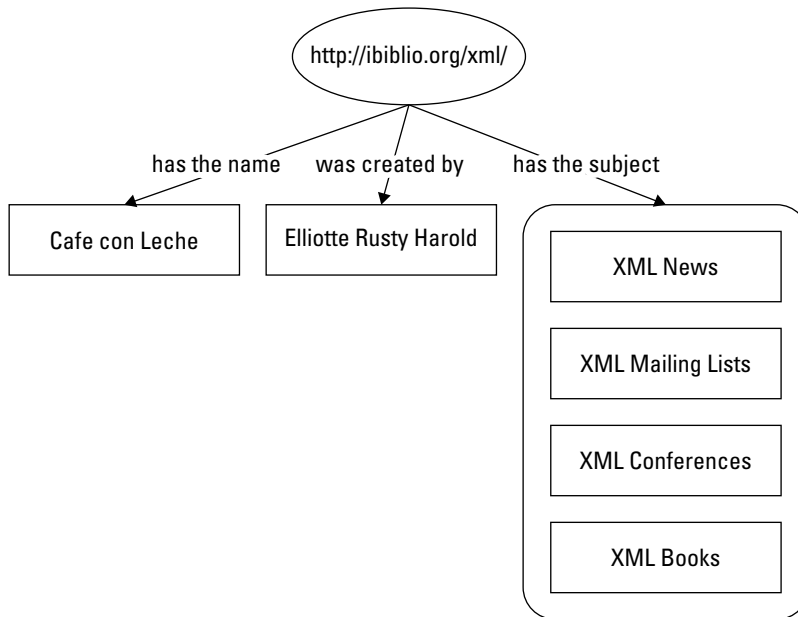 http://ibiblio.org/xml/
has the name
was created by
has the subject
Cafe con Leche
Elliotte Rusty Harold
XML News
XML Mailing Lists
XML Conferences
XML Books